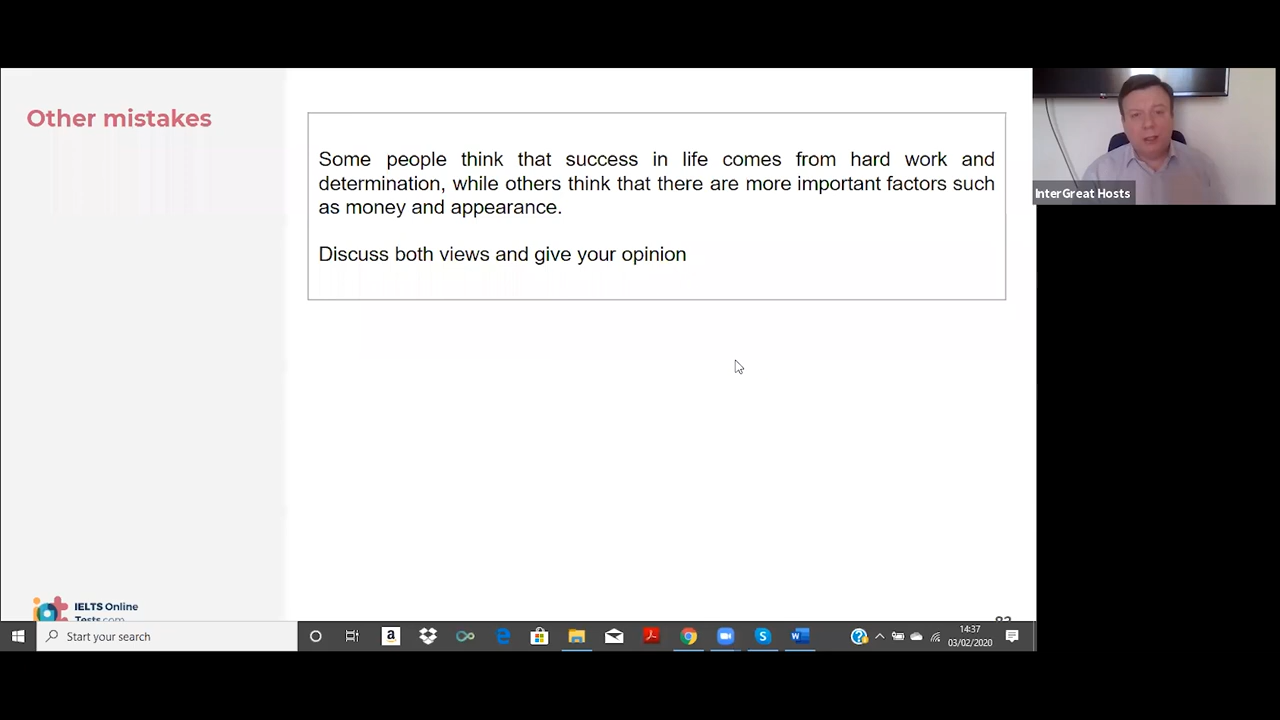 Other mistakes
Some people think that success in life comes from hard work and
determination, while others think that there are more important factors such
as money and appearance.
Discuss both views and give your opinion
InterGreat Hosts
IELTS Online
Tests.com
Start your search
14:37
03/02/2020